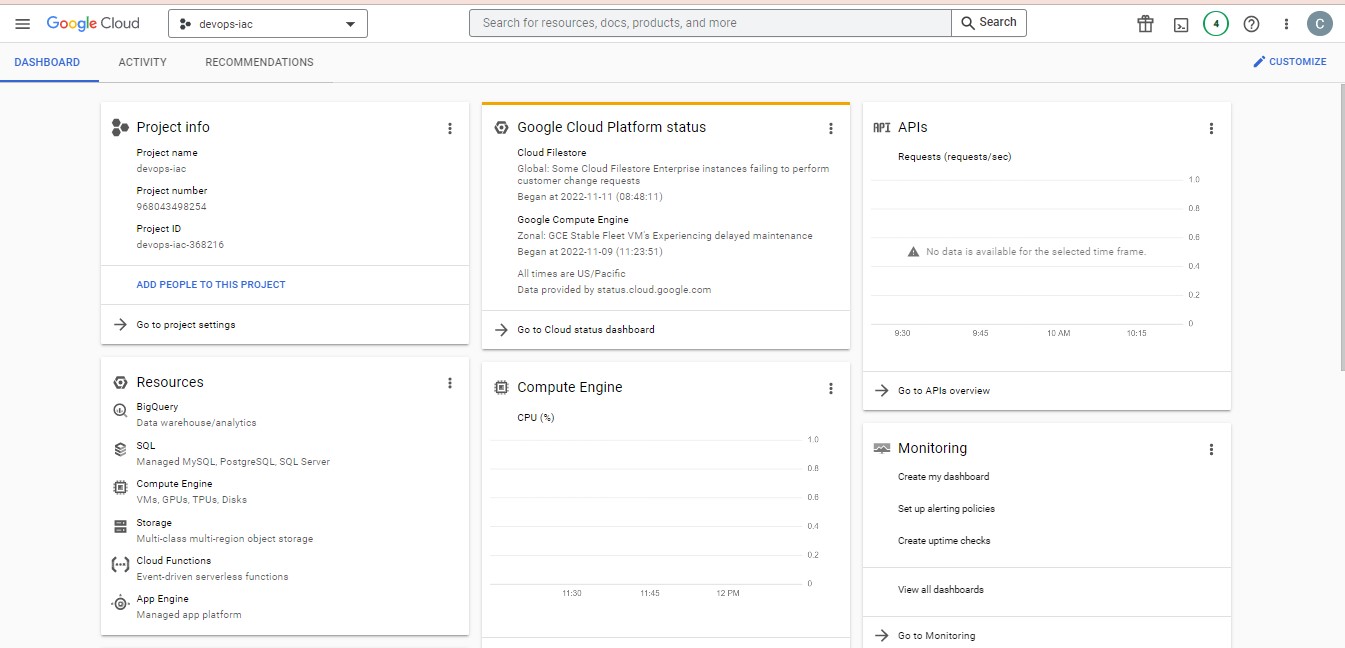 Google Cloud
devops-iac
Search for resources, docs, products, and more
Search
4
C
DASHBOARD
ACTIVITY
RECOMMENDATIONS
CUSTOMIZE
Project info
Project name
devops-iac
Project number
968043498254
Project ID
devops-iac-368216
ADD PEOPLE TO THIS PROJECT
Go to project settings
Resources
BigQuery
Data warehouse/analytics
SQL
Managed MySQL, PostgreSQL, SQL Server
Compute Engine
VMs, GPUs, TPUs, Disks
Storage
Multi-class multi-region object storage
Cloud Functions
Event-driven serverless functions
App Engine
Managed app platform
Google Cloud Platform status
Cloud Filestore
Global: Some Cloud Filestore Enterprise instances failing to perform
customer change requests
Began at 2022-11-11 (08:48:11)
Google Compute Engine
Zonal: GCE Stable Fleet VM's Experiencing delayed maintenance
Began at 2022-11-09 (11:23:51)
All times are US/Pacific
Data provided by status.cloud.google.com
Go to Cloud status dashboard
Compute Engine
CPU (%)
1.0
0.8
0.6
0.4
0.2
0
11:30 11:45 12 PM
API APIs
Requests (requests/sec)
1.0
0.8
0.6
No data is available for the selected time frame.
0.4
0.2
0
9:30 9:45 10 AM 10:15
Go to APIs overview
Monitoring
Create my dashboard
Set up alerting policies
Create uptime checks
View all dashboards
Go to Monitoring